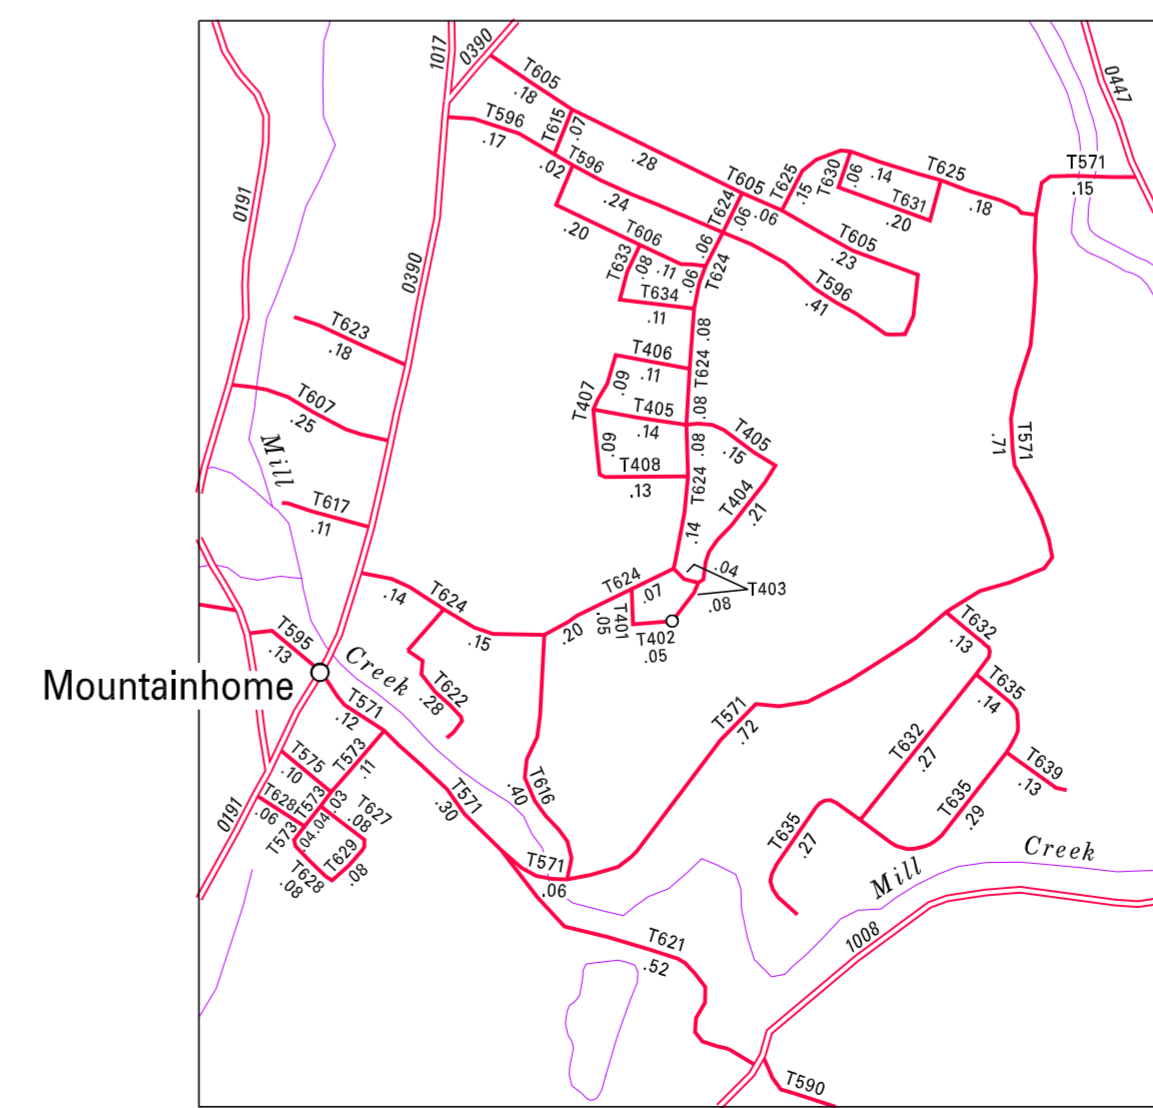 1017
0390
0447
T605
.18
T596
.17
T615
.07
.28
T571
.15
T596
.02
T605
T625
T630
.06
.14
T625
.15
T631
.20
.18
0191
.24
T624
.06
.06
.20
T606
.06
T605
.23
T633
.08
.11
.06
T624
T596
.41
0390
T634
.11
T623
.18
.08
T406
.11
T624
T607
.25
T407
.09
T405
.14
.08
T405
.15
T571
.71
Mill
.09
.08
T408
.13
T624
T404
.21
T617
.11
.14
.04
T403
.08
T624
.07
.14
T624
.15
.20
.05
T401
T402
.05
T595
.13
T632
.13
Mountainhome
Creek
T622
.28
T635
.14
T571
.12
T571
.72
T632
.27
T575
.10
T573
.11
T639
.13
T628
.06
T573
.03
T627
.08
T571
.30
T616
.40
T635
.29
0191
T573
.04
.04
T629
.08
T628
.08
T635
.27
T571
.06
Mill
Creek
1008
T621
.52
T590